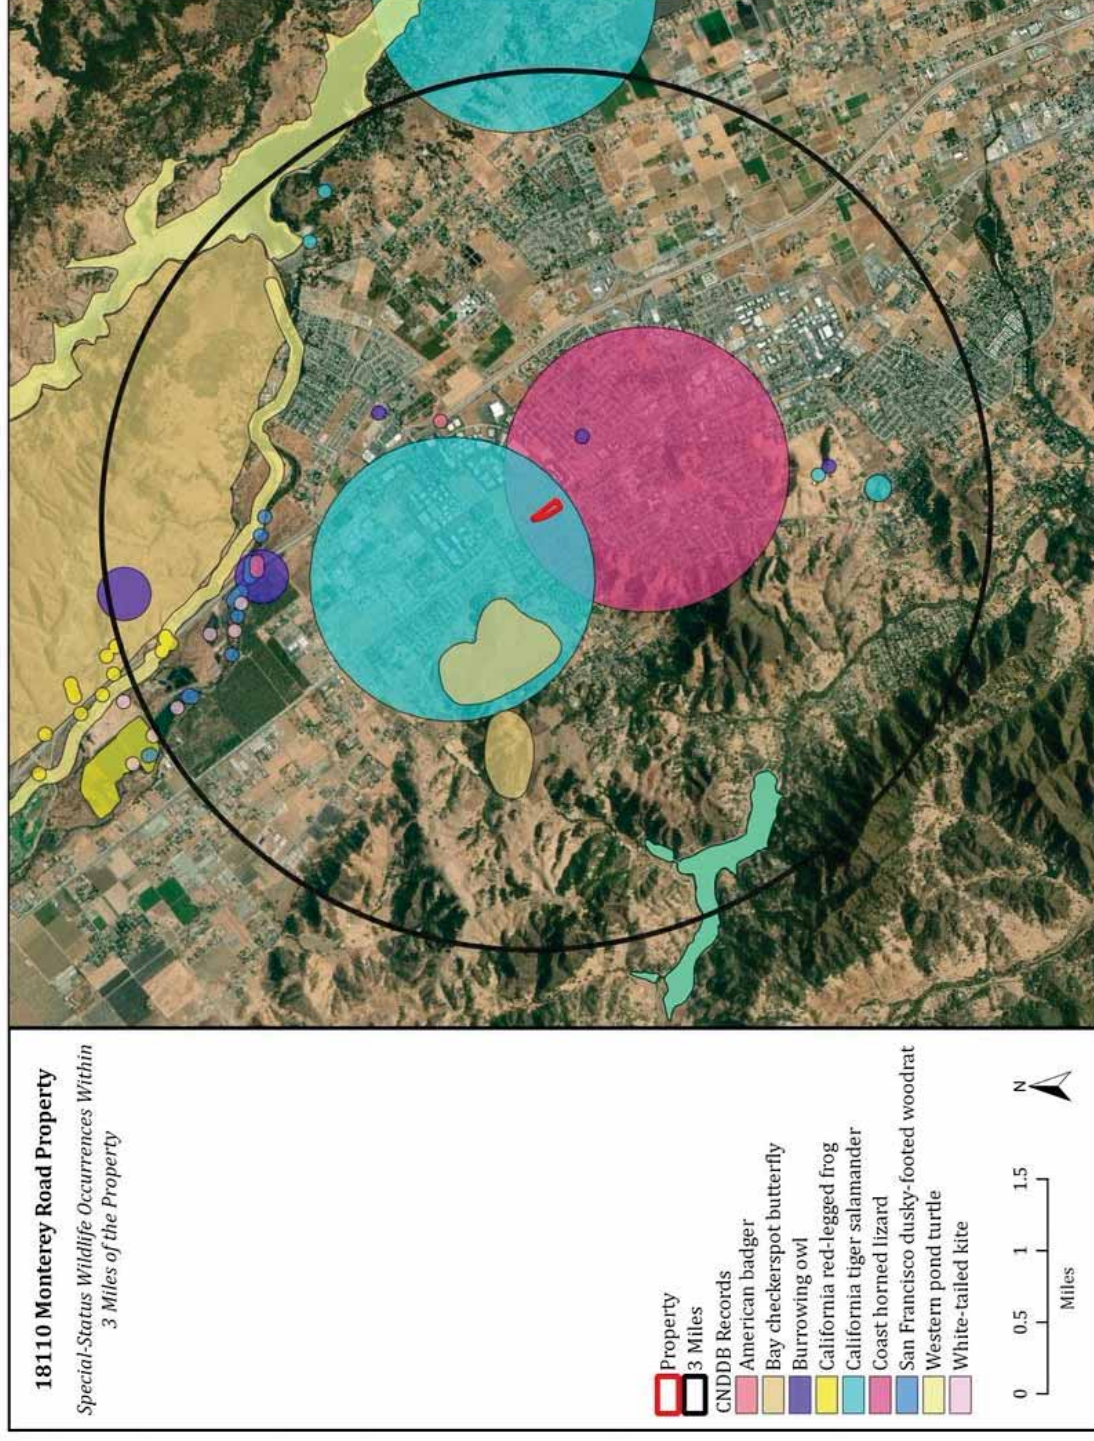 18110 Monterey Road Property
Special-Status Wildlife Occurrences Within
3 Miles of the Property
Property
3 Miles
CNDDB Records
American badger
Bay checkerspot butterfly
Burrowing owl
California red-legged frog
California tiger salamander
Coast horned lizard
San Francisco dusky-footed woodrat
Western pond turtle
White-tailed kite
0 0.5 1 1.5
Miles
N